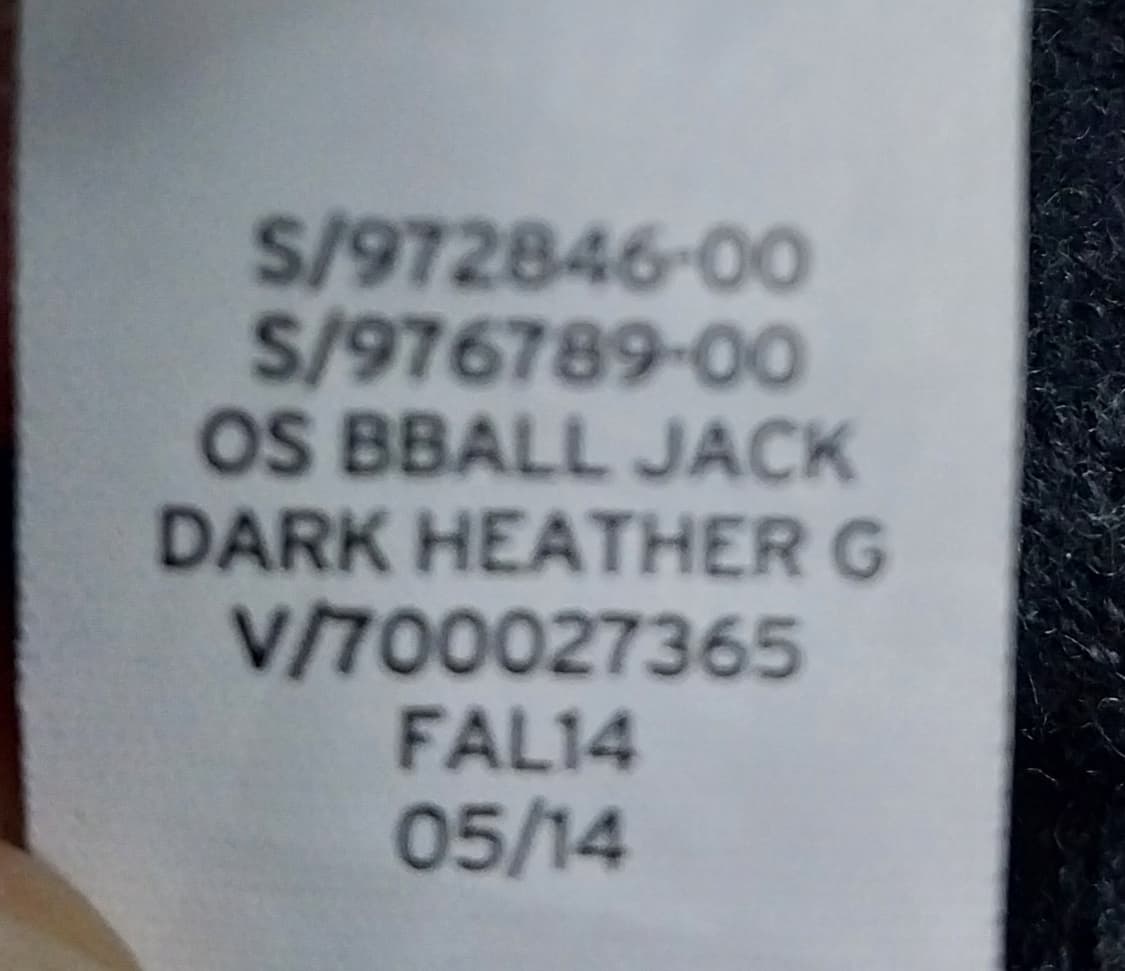 S/972846-00
S/976789-00
OS BBALL JACK
DARK HEATHER G
V/700027365
FAL14
05/14